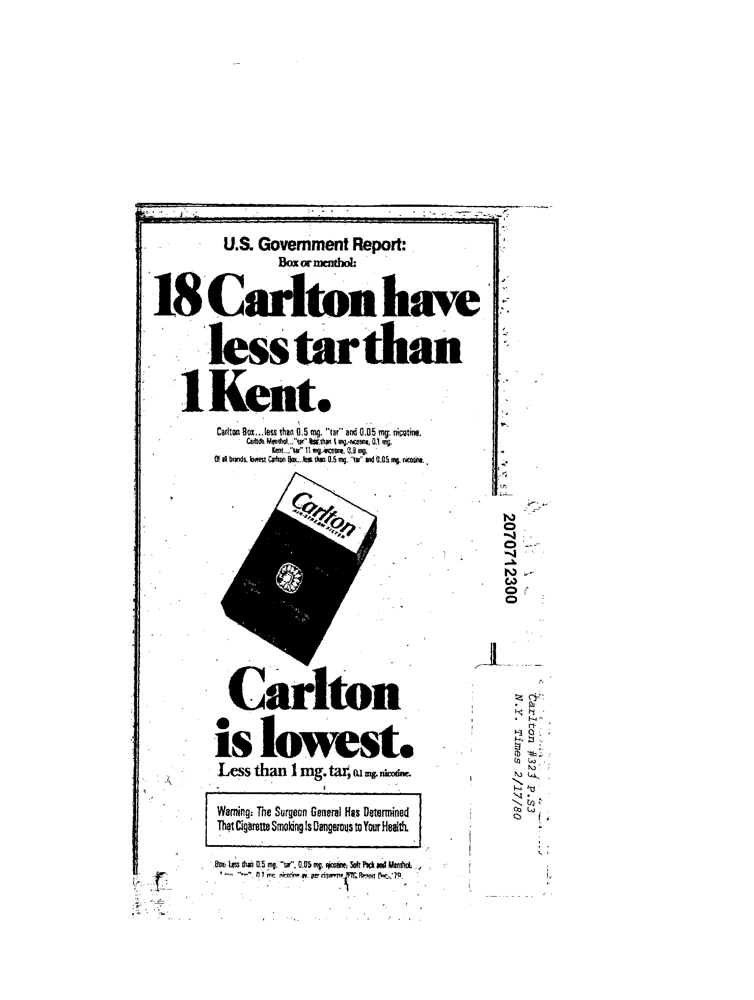 U.S. Government Report:
Box or menthol:
18 Carlton have
less tar than
1 Kent.
Carlton Box...less than 0.5 mg. "tar" and 0.05 mg. nicotine.
Carlton Menthol..."tar" less than 1 mg.-nicotine, 0.1 mg.
Kent..."tar" 11 mg.-nicotine, 0.9 mg.
Of all brands, lowest Carlton Box...less than 0.5 mg. "tar" and 0.05 mg. nicotine.
Carlton
AIR-STREAM FILTER
Carlton
is lowest.
Less than 1 mg. tar, 0.1 mg. nicotine.
Warning: The Surgeon General Has Determined
That Cigarette Smoking Is Dangerous to Your Health.
Box: Less than 0.5 mg. "tar", 0.05 mg. nicotine; Soft Pack and Menthol:
"tar", 0.1 mg. nicotine av. per cigarette, FTC Report Dec. '79.
2070712300
Carlton #323 P.S3
N.Y. Times 2/17/80